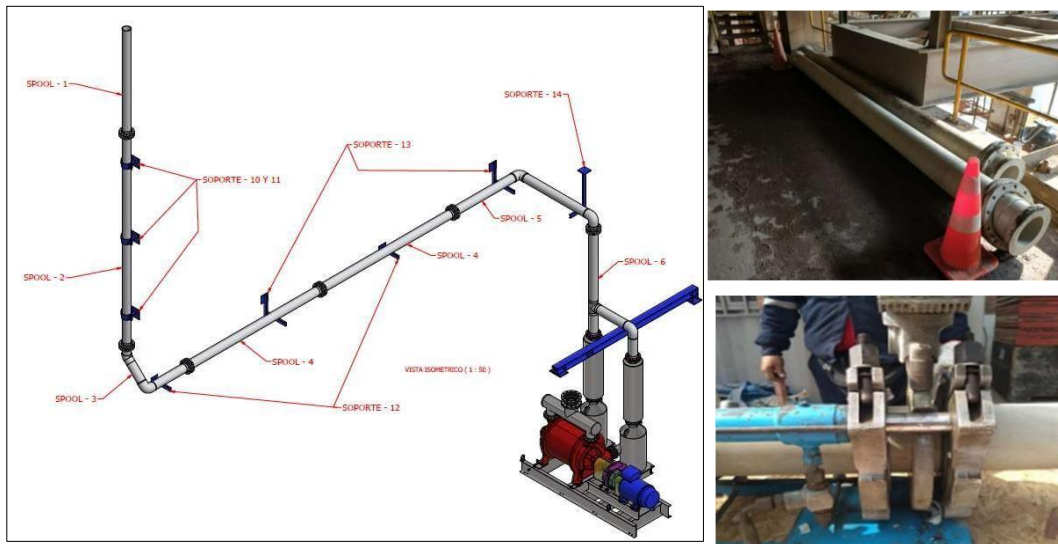 SPOOL - 1
SOPORTE - 14
SOPORTE - 13
SOPORTE - 10 Y 11
SPOOL - 5
SPOOL - 4
SPOOL - 6
SPOOL - 2
VISTA ISOMETRICO ( 1 : 50 )
SPOOL - 4
SPOOL - 3
SOPORTE - 12